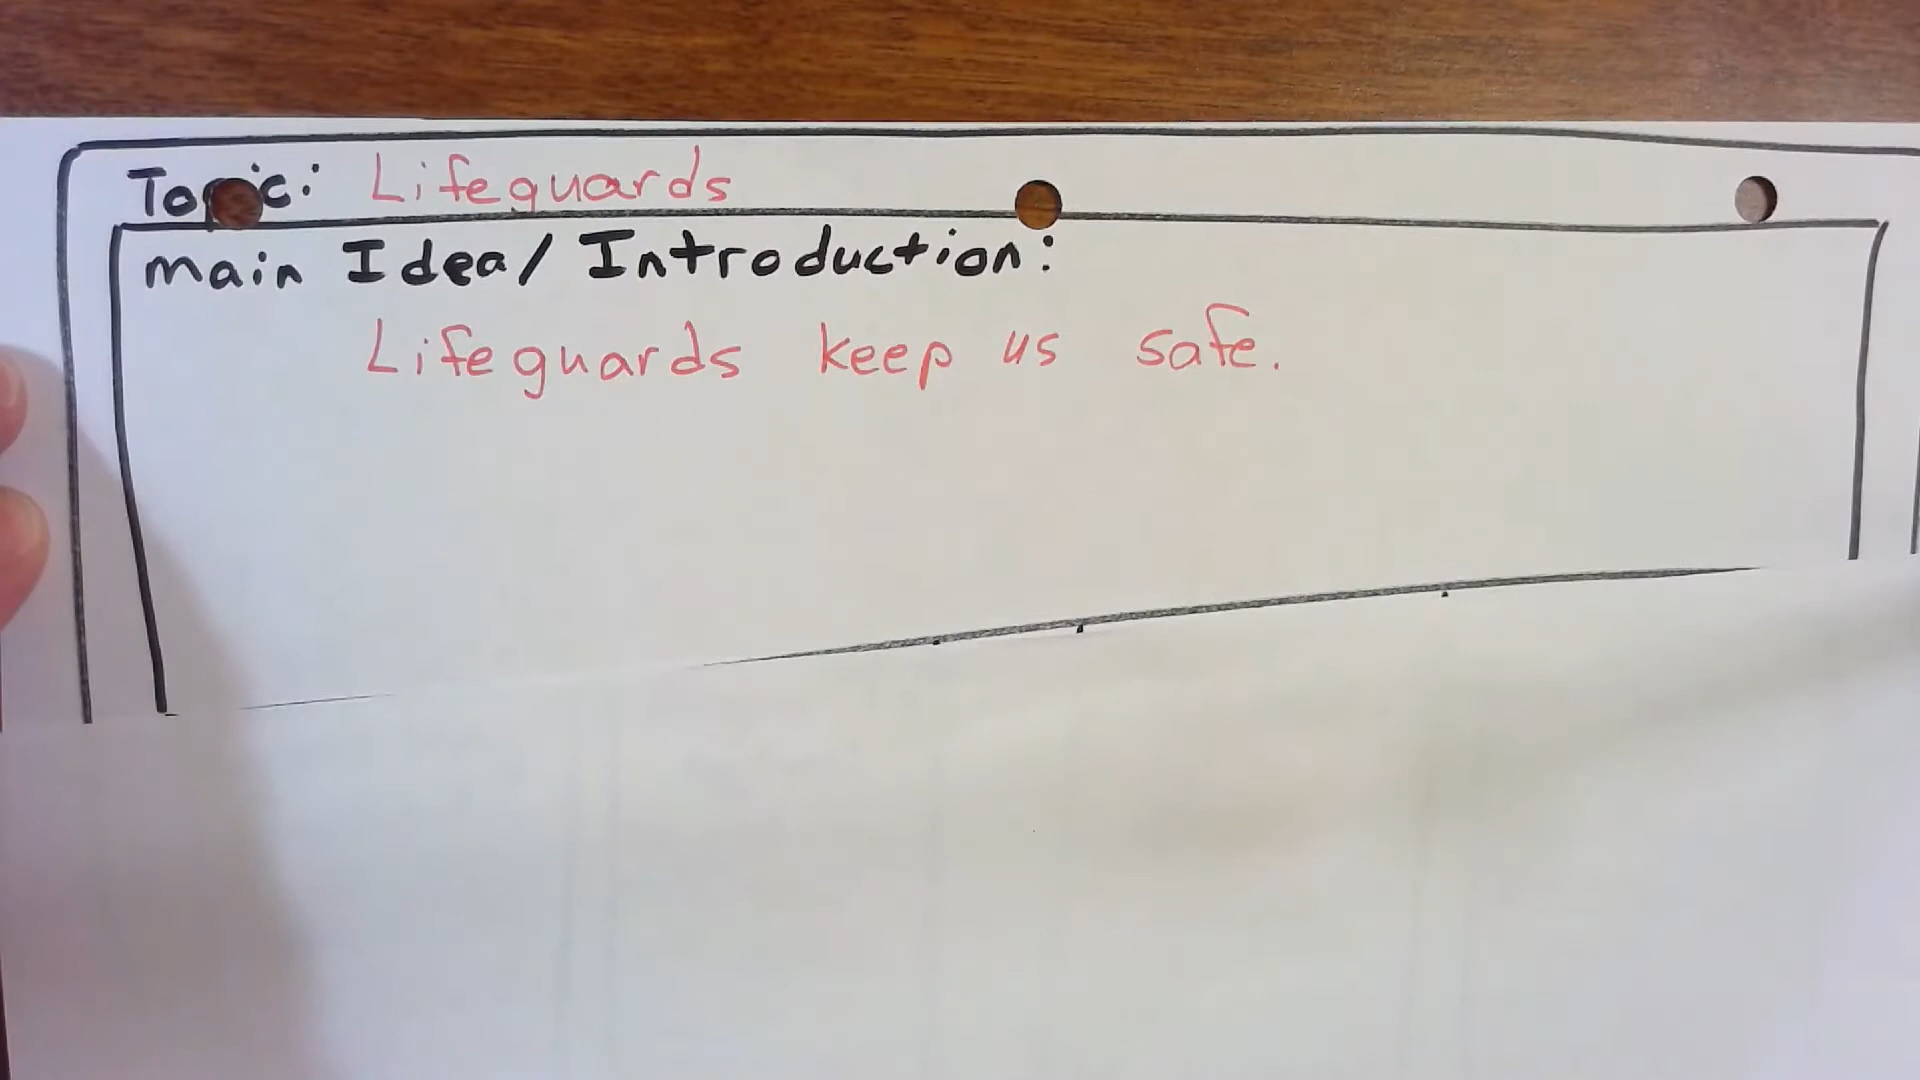 Topic: Lifeguards
main Idea/ Introduction:
Lifeguards keep us safe.